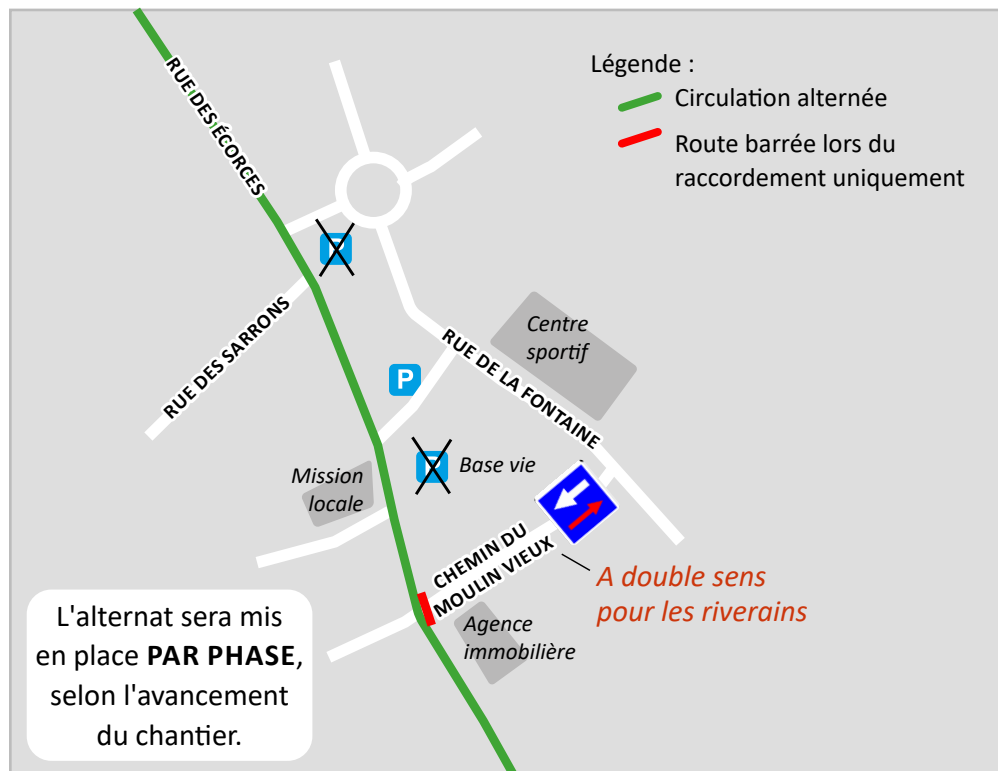 Légende :
Circulation alternée
Route barrée lors du
raccordement uniquement
RUE DES ÉCORCES
P
RUE DES SARRONS
Centre
sportif
RUE DE LA FONTAINE
P
Mission
locale
P
Base vie
CHEMIN DU
MOULIN VIEUX
A double sens
pour les riverains
Agence
immobilière
L'alternat sera mis
en place PAR PHASE,
selon l'avancement
du chantier.